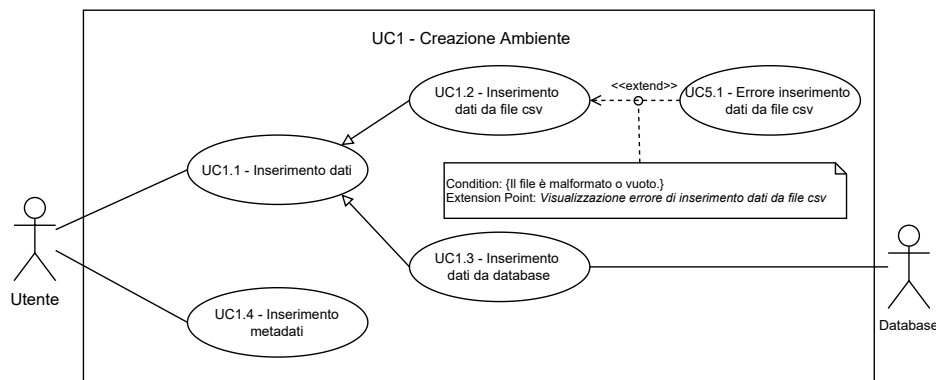 UC1 - Creazione Ambiente
UC1.2 - Inserimento
dati da file csv
<<extend>>
UC5.1 - Errore inserimento
dati da file csv
UC1.1 - Inserimento dati
Condition: {Il file è malformato o vuoto.}
Extension Point: Visualizzazione errore di inserimento dati da file csv
UC1.3 - Inserimento
dati da database
Utente
UC1.4 - Inserimento
metadati
Database